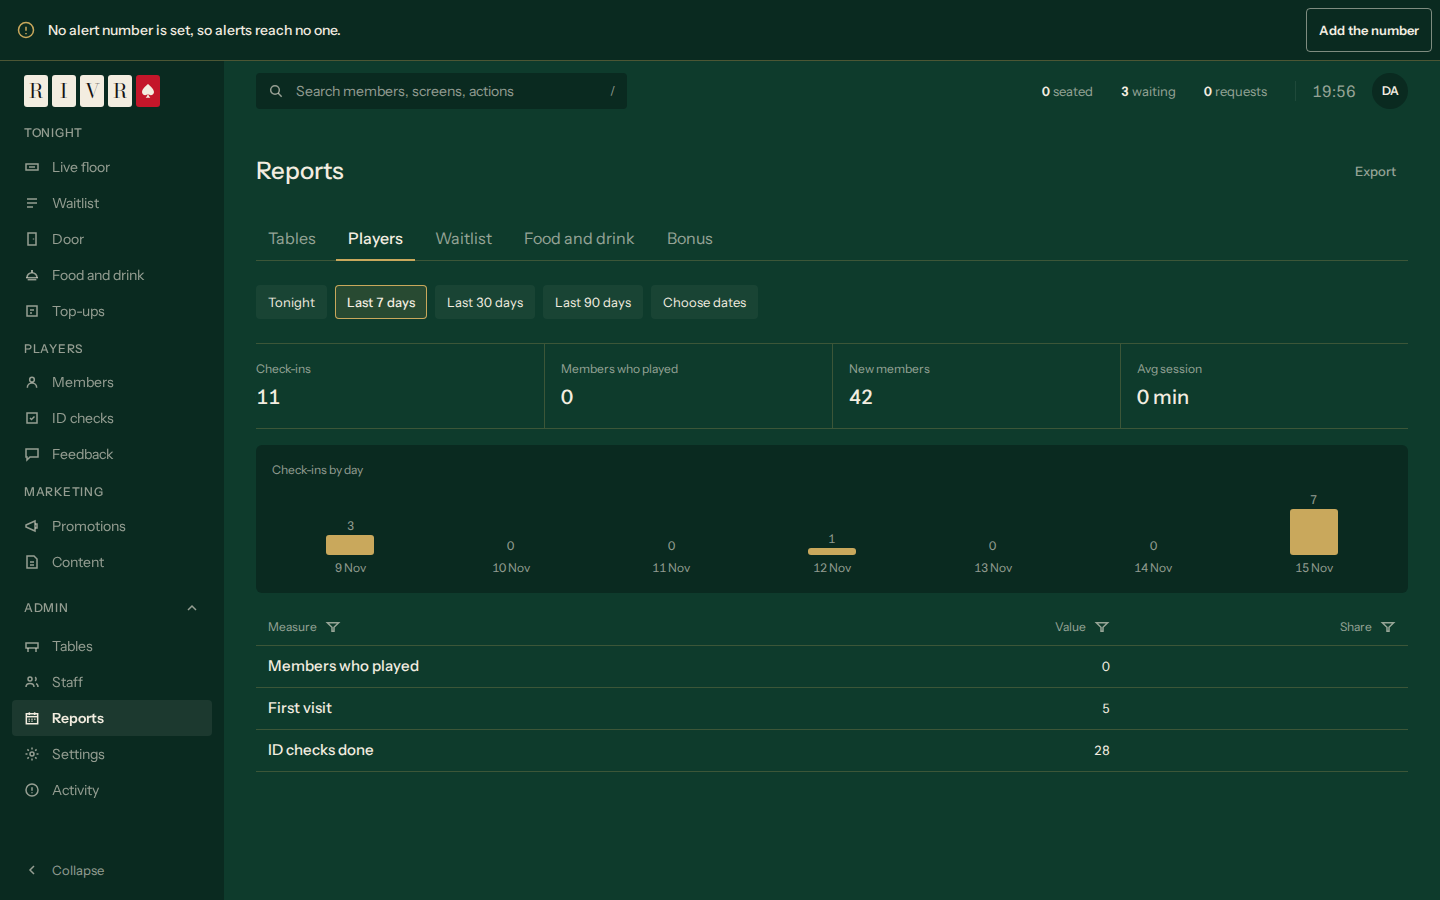 No alert number is set, so alerts reach no one.
Add the number
R I V R
Search members, screens, actions /
0 seated
3 waiting
0 requests
19:56
DA
TONIGHT
Live floor
Waitlist
Door
Food and drink
Top-ups
PLAYERS
Members
ID checks
Feedback
MARKETING
Promotions
Content
ADMIN
Tables
Staff
Reports
Settings
Activity
Collapse
Reports
Export
Tables
Players
Waitlist
Food and drink
Bonus
Tonight
Last 7 days
Last 30 days
Last 90 days
Choose dates
Check-ins
11
Members who played
0
New members
42
Avg session
0 min
Check-ins by day
3
0
0
1
0
0
7
9 Nov
10 Nov
11 Nov
12 Nov
13 Nov
14 Nov
15 Nov
Measure
Value
Share
Members who played 0
First visit 5
ID checks done 28